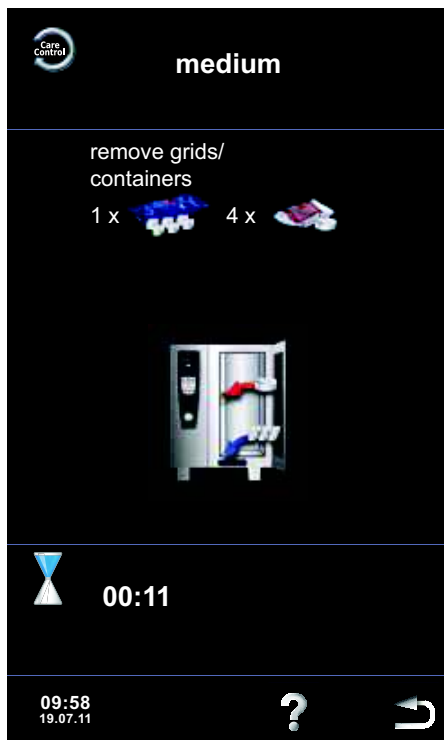 Care
Control
medium
remove grids/
containers
1 x 4 x
00:11
09:58
19.07.11
?